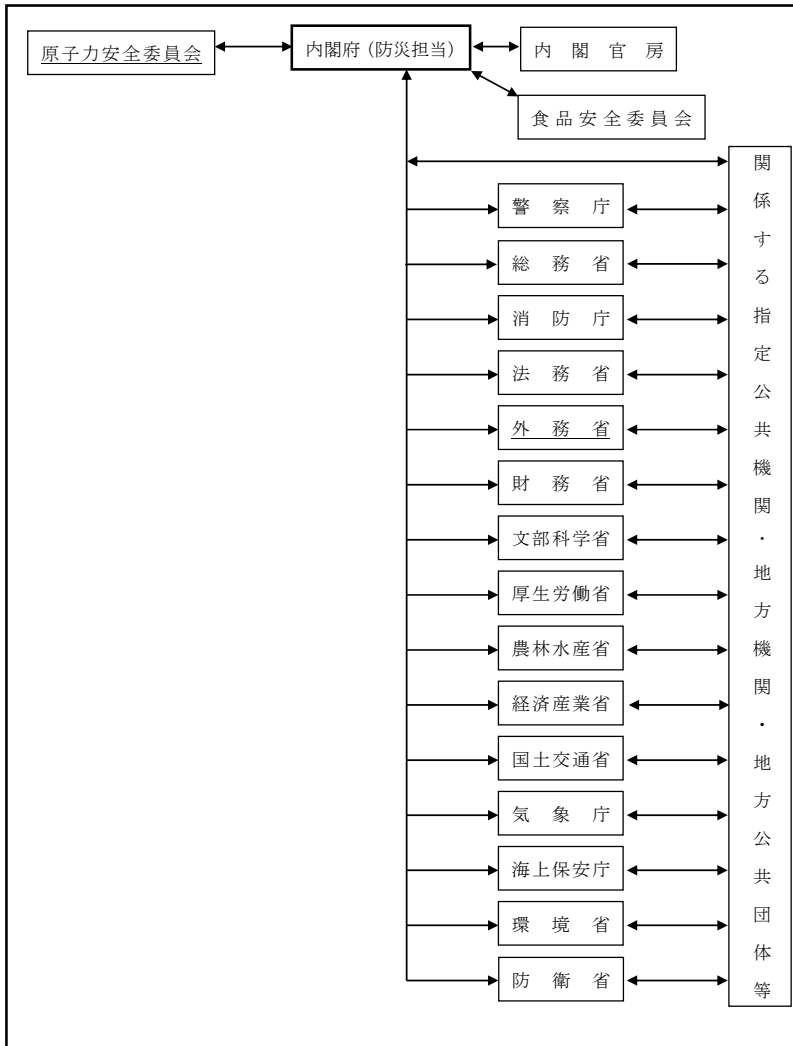 原子力安全委員会
内閣府（防災担当）
内閣官房
食品安全委員会
関係する指定公共機関・地方機関・地方公共団体等
警察庁
総務省
消防庁
法務省
外務省
財務省
文部科学省
厚生労働省
農林水産省
経済産業省
国土交通省
気象庁
海上保安庁
環境省
防衛省